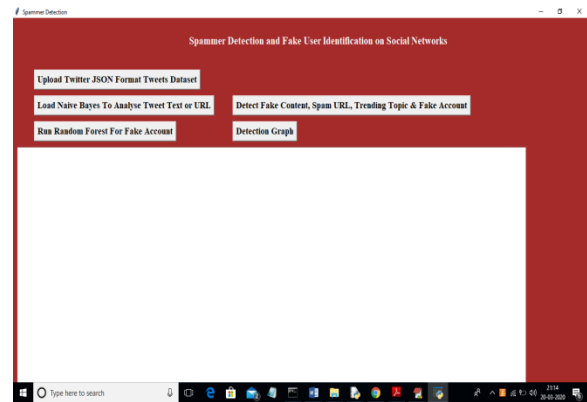 Spammer Detection
Spammer Detection and Fake User Identification on Social Networks
Upload Twitter JSON Format Tweets Dataset
Load Naive Bayes To Analyse Tweet Text or URL
Detect Fake Content, Spam URL, Trending Topic & Fake Account
Run Random Forest For Fake Account
Detection Graph
Type here to search
21:14
20-03-2020